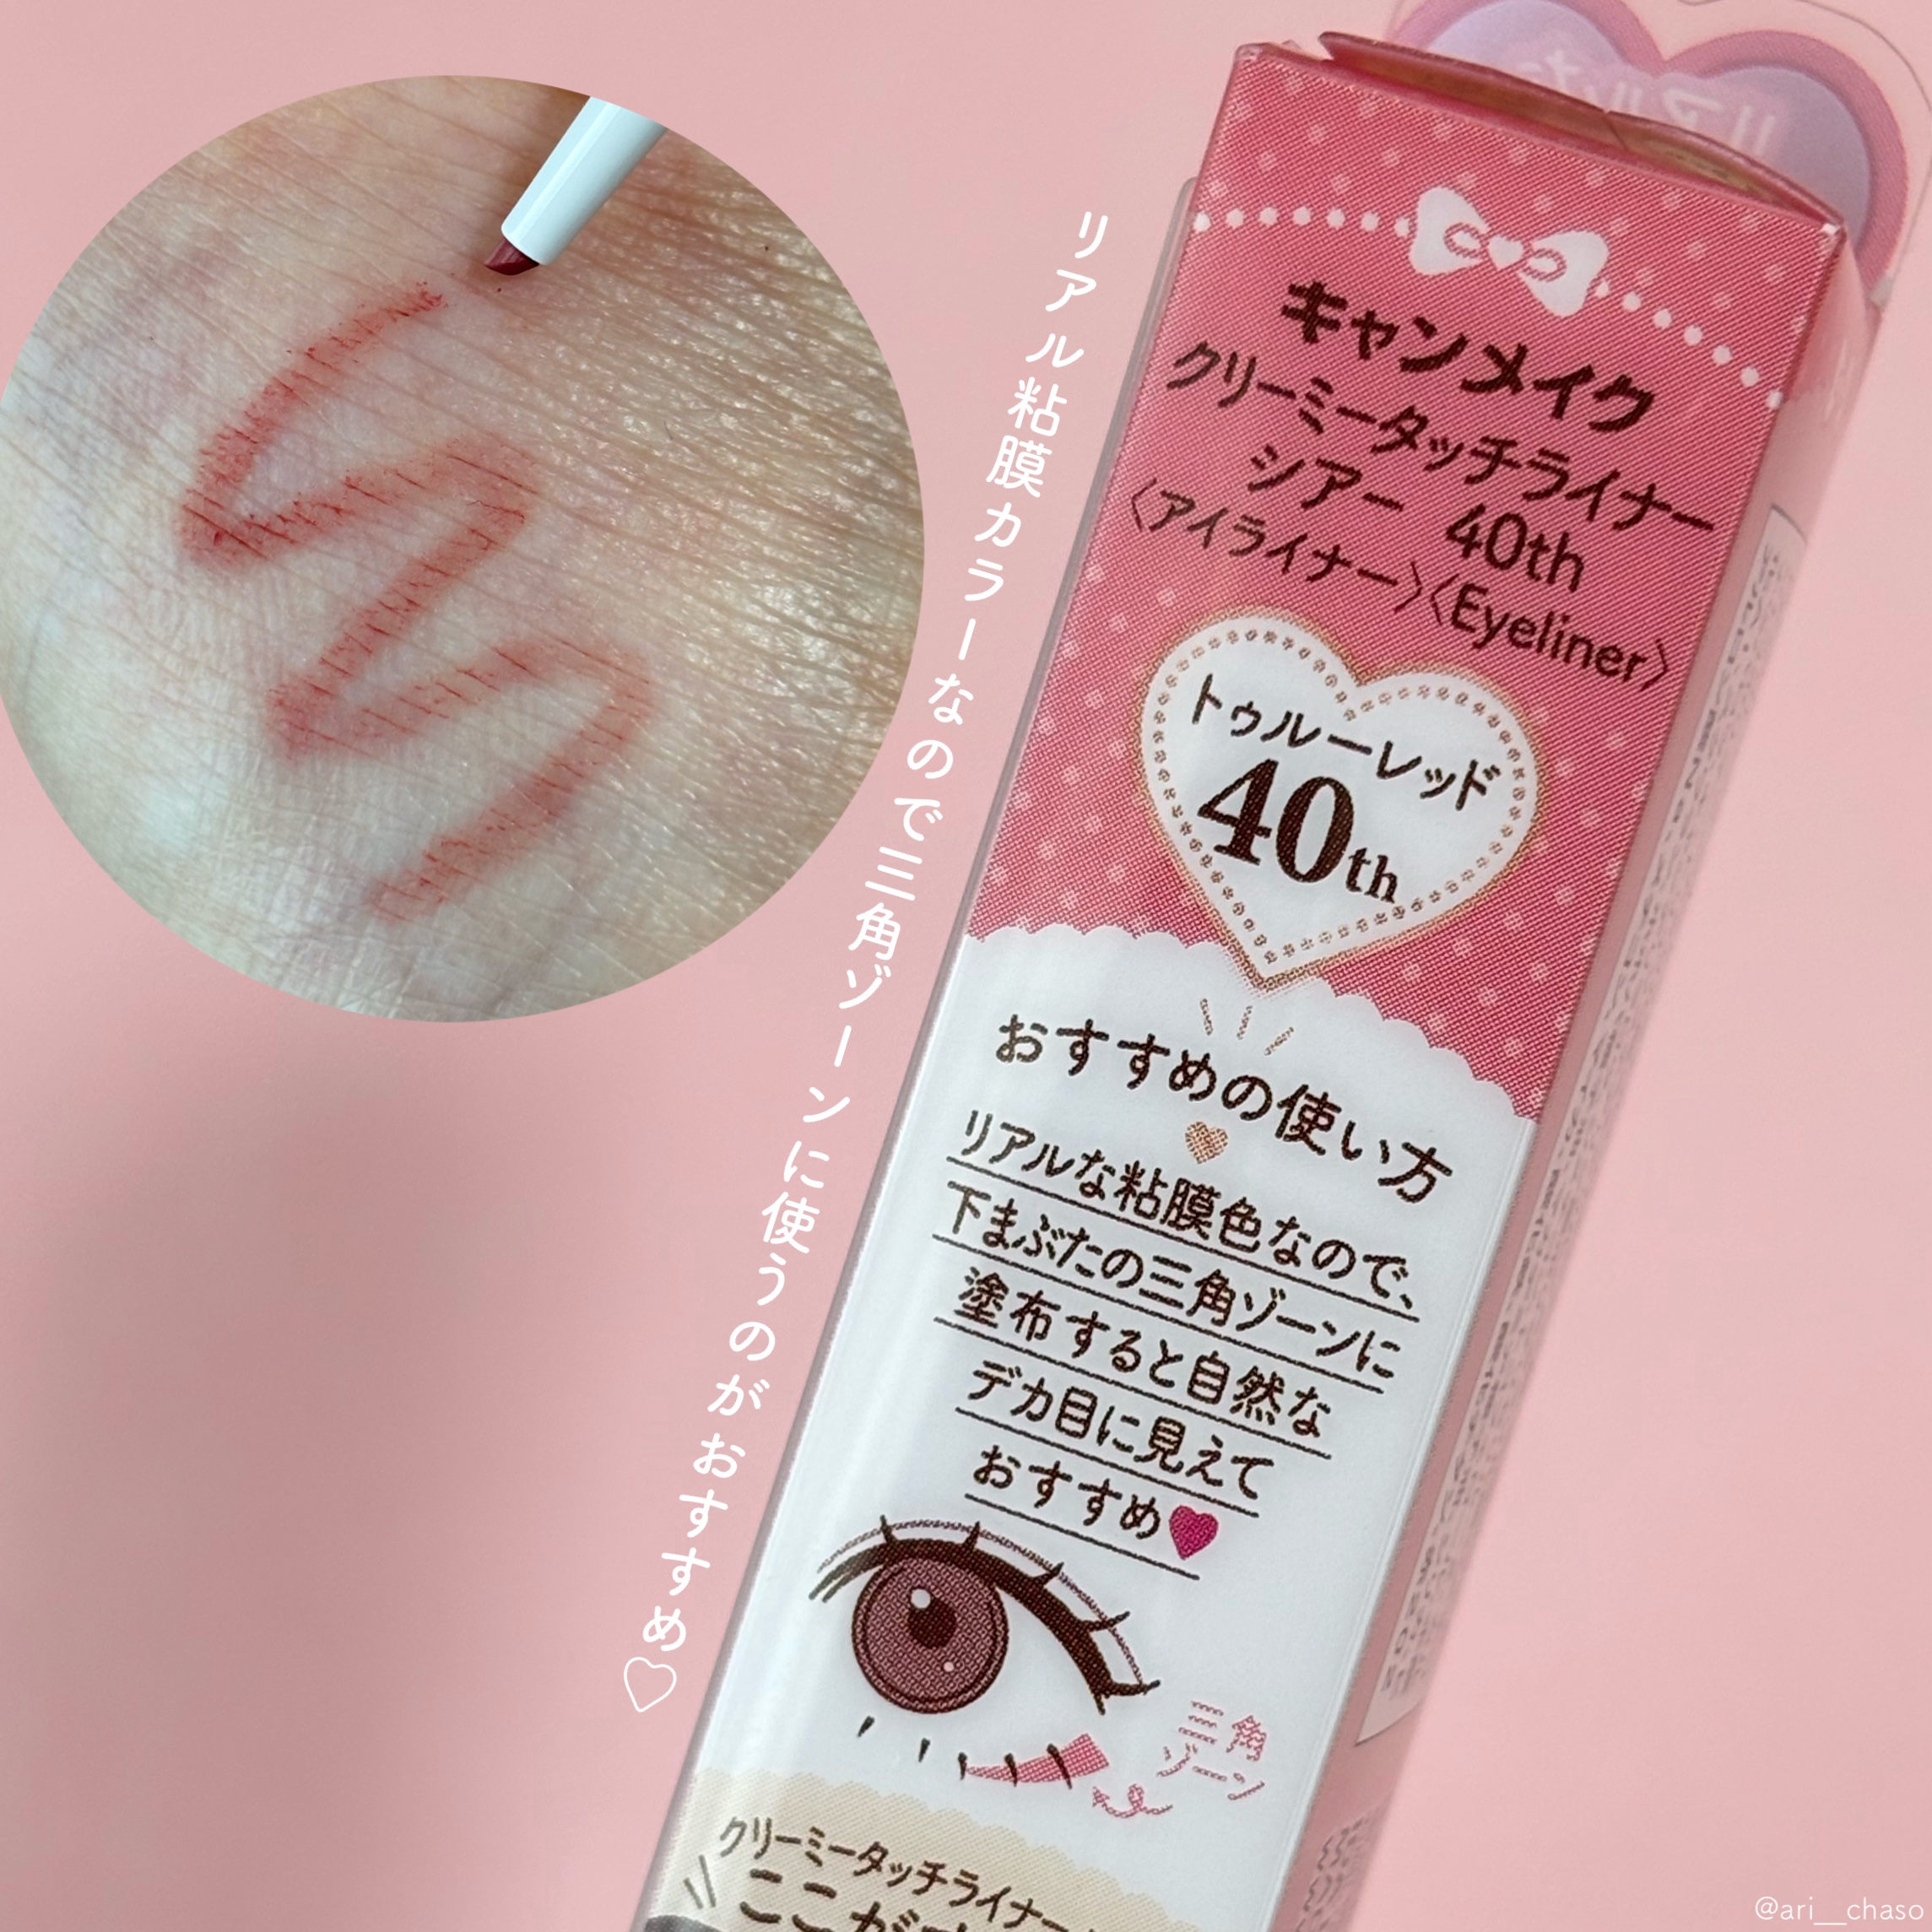 リアル粘膜カラーなので三角ゾーンに使うのがおすすめ♡
キャンメイク
クリーミータッチライナー
シアー 40th
〈アイライナー〉〈Eyeliner〉
トゥルーレッド
40th
おすすめの使い方
リアルな粘膜色なので、
下まぶたの三角ゾーンに
塗布すると自然な
デカ目に見えて
おすすめ♥
三角
ゾーン
クリーミータッチライナー
ここが
@ari__chaso